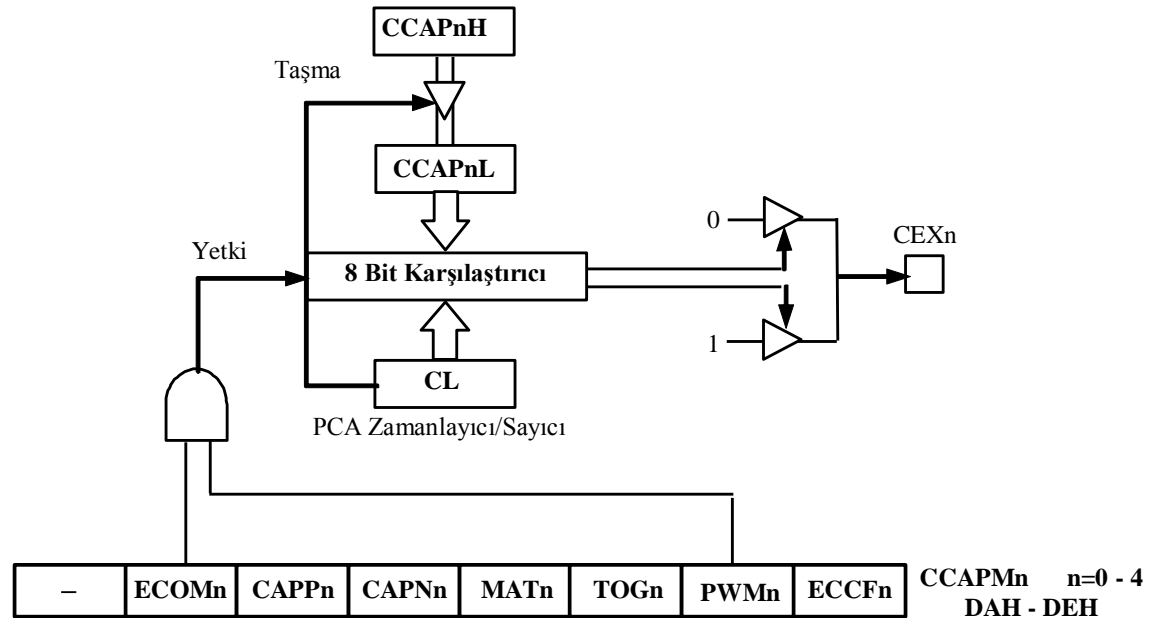 CCAPnH
Taşma
CCAPnL
0
CEXn
Yetki
8 Bit Karşılaştırıcı
1
CL
PCA Zamanlayıcı/Sayıcı
– ECOMn CAPPn CAPNn MATn TOGn PWMn ECCFn
CCAPMn n=0 - 4
DAH - DEH